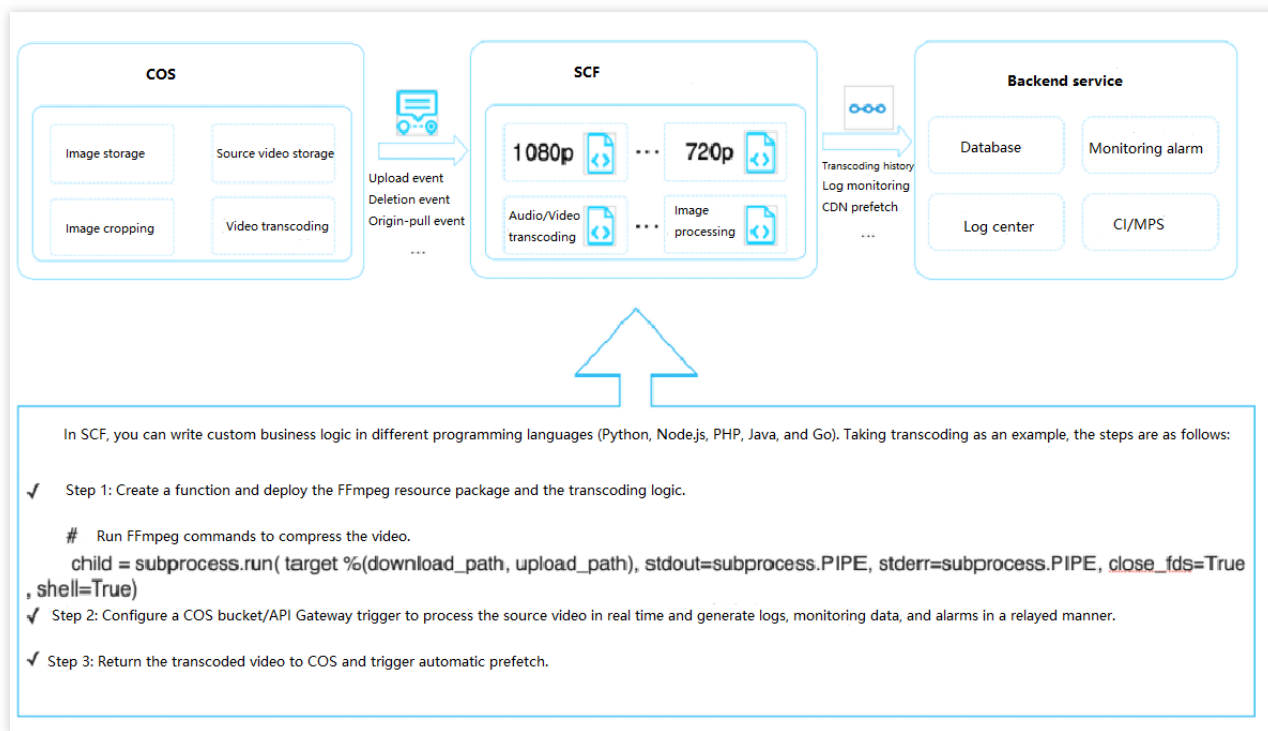 COS
Image storage
Source video storage
Image cropping
Video transcoding
Upload event
Deletion event
Origin-pull event
...
SCF
1080p
...
720p
Audio/Video
transcoding
...
Image
processing
Transcoding history
Log monitoring
CDN prefetch
...
Backend service
Database
Monitoring alarm
Log center
CI/MPS
In SCF, you can write custom business logic in different programming languages (Python, Node.js, PHP, Java, and Go). Taking transcoding as an example, the steps are as follows:
✓ Step 1: Create a function and deploy the FFmpeg resource package and the transcoding logic.
# Run FFmpeg commands to compress the video.
child = subprocess.run( target %(download_path, upload_path), stdout=subprocess.PIPE, stderr=subprocess.PIPE, close_fds=True
, shell=True)
✓ Step 2: Configure a COS bucket/API Gateway trigger to process the source video in real time and generate logs, monitoring data, and alarms in a relayed manner.
✓ Step 3: Return the transcoded video to COS and trigger automatic prefetch.